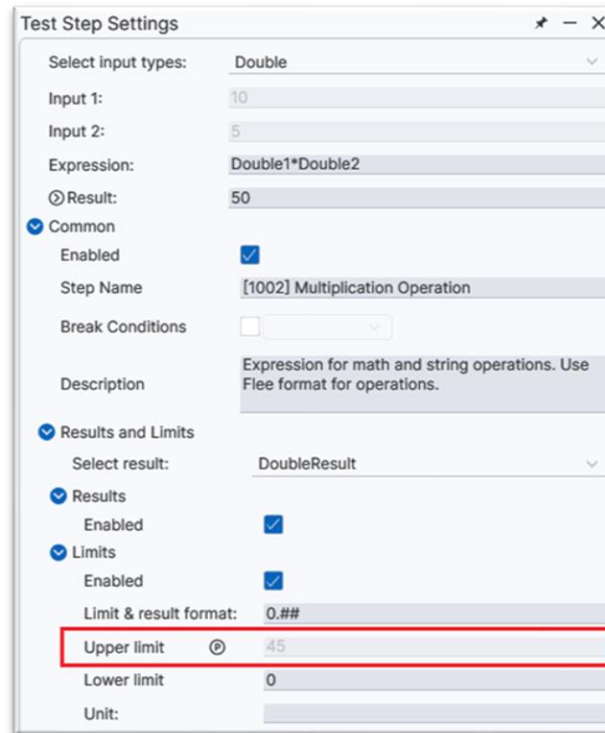 Test Step Settings
Select input types: Double
Input 1: 10
Input 2: 5
Expression: Double1*Double2
Result: 50
Common
Enabled
Step Name [1002] Multiplication Operation
Break Conditions
Description Expression for math and string operations. Use
Flee format for operations.
Results and Limits
Select result: DoubleResult
Results
Enabled
Limits
Enabled
Limit & result format: 0.##
Upper limit Ⓟ 45
Lower limit 0
Unit: